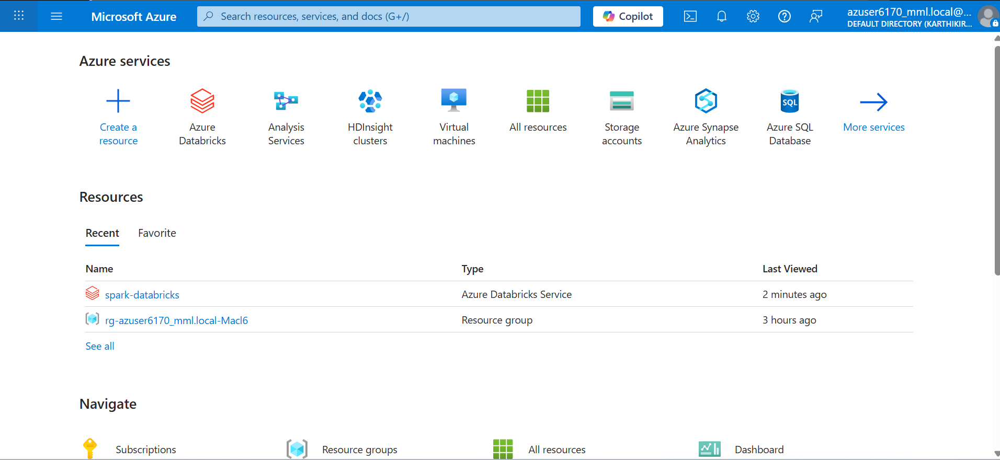 Microsoft Azure
Search resources, services, and docs (G+/)
Copilot
azuser6170_mml.local@...
DEFAULT DIRECTORY (KARTHIKIR...
Azure services
Create a
resource
Azure
Databricks
Analysis
Services
HDInsight
clusters
Virtual
machines
All resources
Storage
accounts
Azure Synapse
Analytics
SQL
Azure SQL
Database
More services
Resources
Recent Favorite
Name Type Last Viewed
spark-databricks Azure Databricks Service 2 minutes ago
rg-azuser6170_mml.local-Macl6 Resource group 3 hours ago
See all
Navigate
Subscriptions Resource groups All resources Dashboard